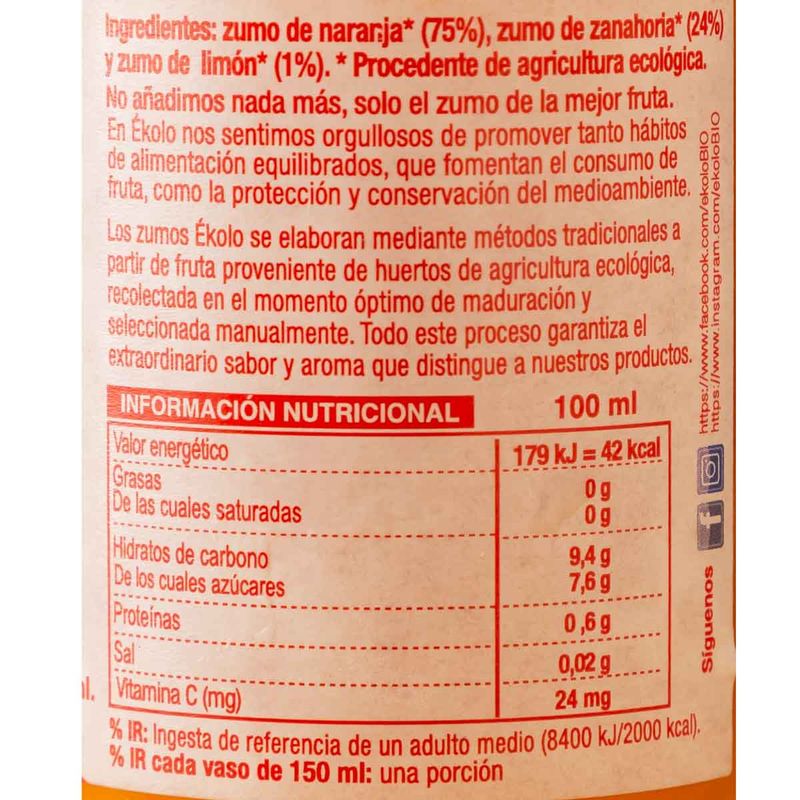 Ingredientes: zumo de naranja* (75%), zumo de zanahoria* (24%)
y zumo de limón* (1%). * Procedente de agricultura ecológica.
No añadimos nada más, solo el zumo de la mejor fruta.
En Ékolo nos sentimos orgullosos de promover tanto hábitos
de alimentación equilibrados, que fomentan el consumo de
fruta, como la protección y conservación del medioambiente.
Los zumos Ékolo se elaboran mediante métodos tradicionales a
partir de fruta proveniente de huertos de agricultura ecológica,
recolectada en el momento óptimo de maduración y
seleccionada manualmente. Todo este proceso garantiza el
extraordinario sabor y aroma que distingue a nuestros productos.
INFORMACIÓN NUTRICIONAL 100 ml
Valor energético 179 kJ = 42 kcal
Grasas 0 g
De las cuales saturadas 0 g
Hidratos de carbono 9,4 g
De los cuales azúcares 7,6 g
Proteínas 0,6 g
Sal 0,02 g
Vitamina C (mg) 24 mg
% IR: Ingesta de referencia de un adulto medio (8400 kJ/2000 kcal).
% IR cada vaso de 150 ml: una porción
l.
Síguenos
https://www.facebook.com/ekoloBIO
https://www.instagram.com/ekoloBIO